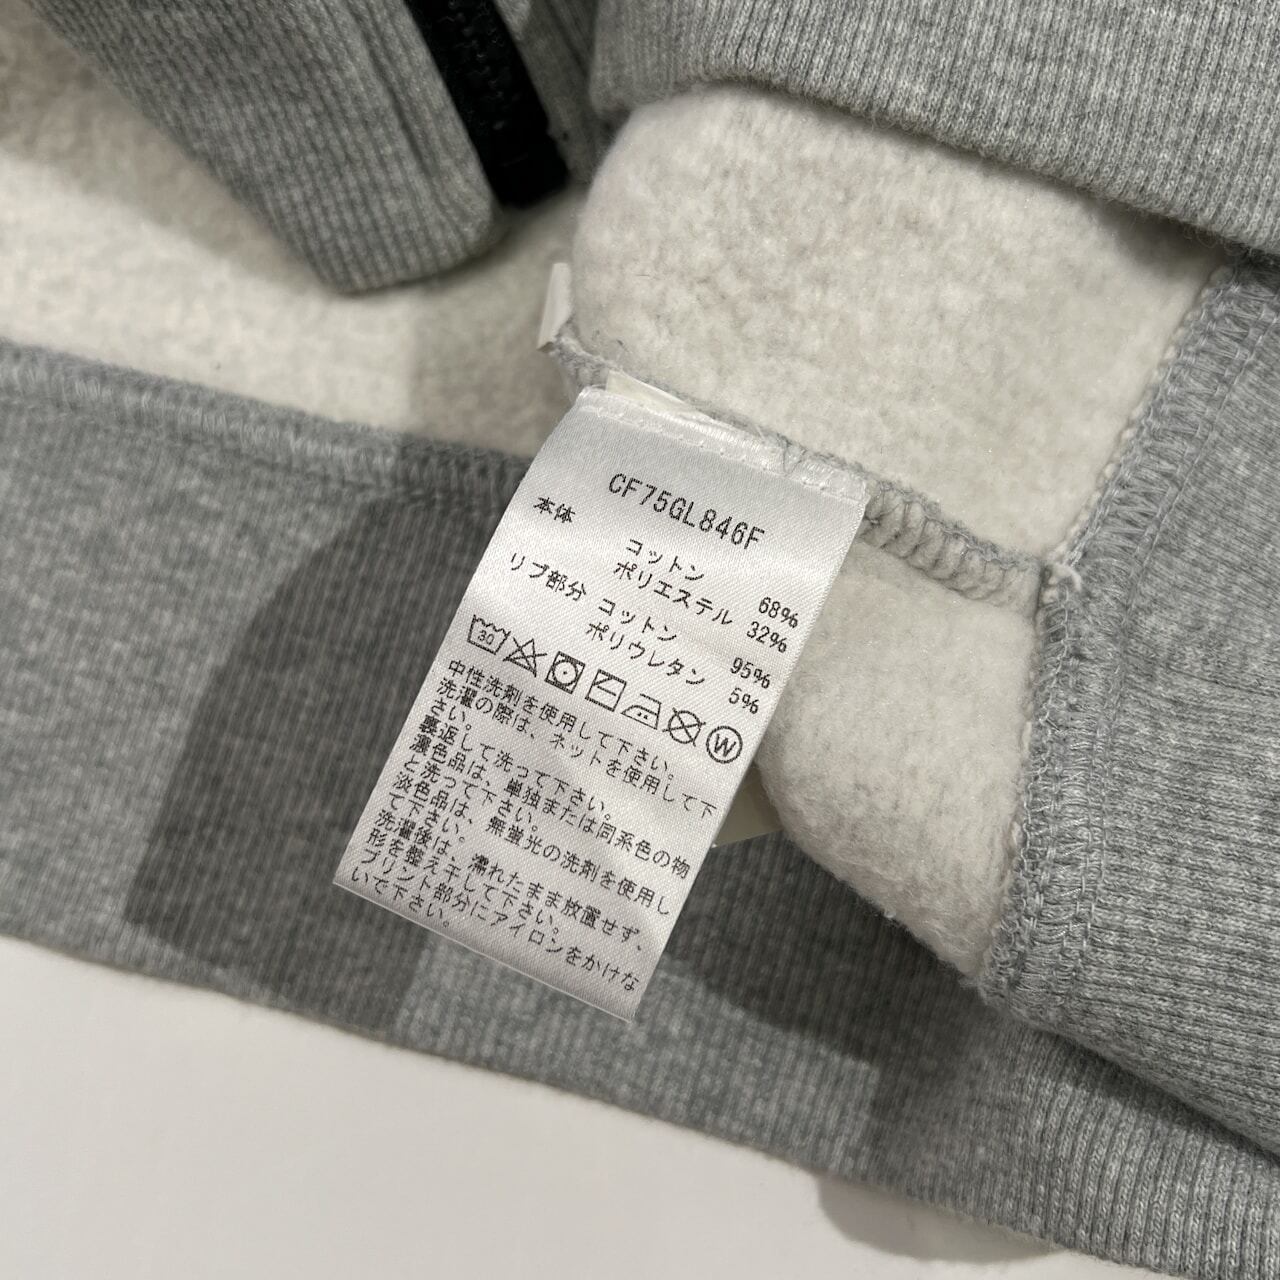 CF75GL846F
本体
コットン 68%
ポリエステル 32%
リブ部分
コットン 95%
ポリウレタン 5%
30 W
中性洗剤を使用して下さい。
洗濯の際は、ネットを使用して下
さい。
裏返して洗って下さい。
濃色品は、単独または同系色の物
と洗って下さい。
淡色品は、無蛍光の洗剤を使用し
て下さい。
洗濯後は、濡れたまま放置せず、
形を整え干して下さい。
プリント部分にアイロンをかけな
いで下さい。